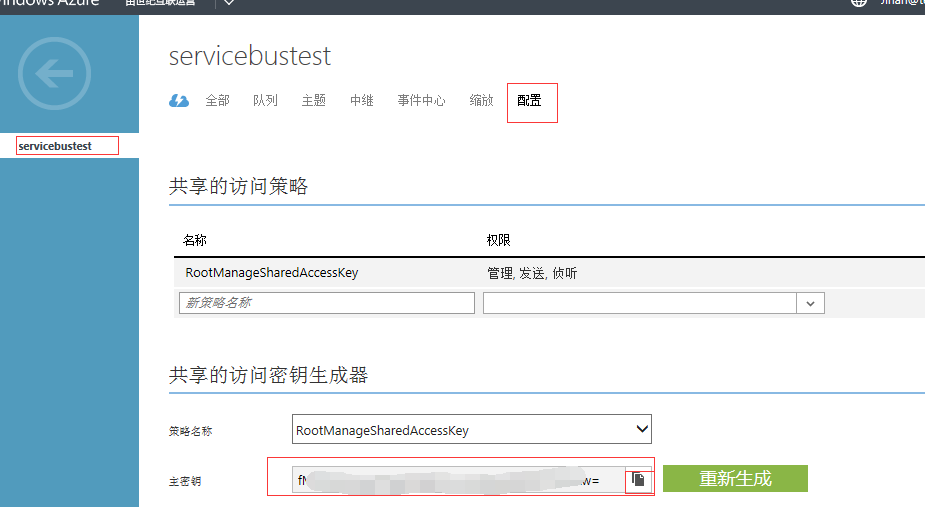 Windows Azure 由世纪互联运营
servicebustest
全部 队列 主题 中继 事件中心 缩放 配置
servicebustest
共享的访问策略
名称 权限
RootManageSharedAccessKey 管理, 发送, 侦听
新策略名称
共享的访问密钥生成器
策略名称 RootManageSharedAccessKey
主密钥 w= 重新生成